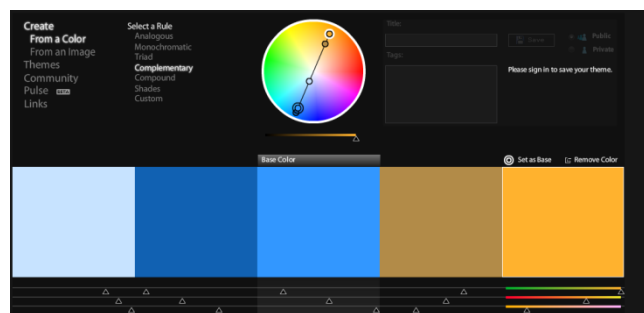 Create
From a Color
From an Image
Themes
Community
Pulse BETA
Links
Select a Rule
Analogous
Monochromatic
Triad
Complementary
Compound
Shades
Custom
Title:
Tags:
Save
Public
Private
Please sign in to save your theme.
Base Color
Set as Base
Remove Color